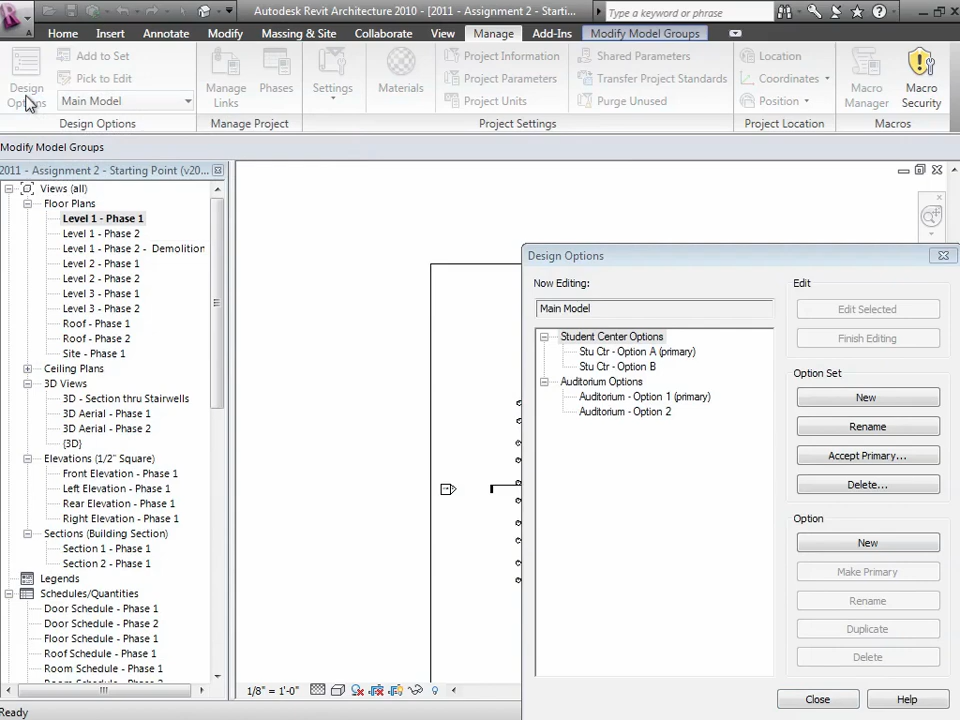 Autodesk Revit Architecture 2010 - [2011 - Assignment 2 - Starting Poin...
Type a keyword or phrase
Home Insert Annotate Modify Massing & Site Collaborate View Manage Add-Ins Modify Model Groups
Design Options
Add to Set
Pick to Edit
Main Model
Design Options
Manage Links
Phases
Manage Project
Settings
Materials
Project Information
Project Parameters
Project Units
Shared Parameters
Transfer Project Standards
Purge Unused
Project Settings
Location
Coordinates
Position
Project Location
Macro Manager
Macro Security
Macros
Modify Model Groups
2011 - Assignment 2 - Starting Point (v20...
Views (all)
Floor Plans
Level 1 - Phase 1
Level 1 - Phase 2
Level 1 - Phase 2 - Demolition
Level 2 - Phase 1
Level 2 - Phase 2
Level 3 - Phase 1
Level 3 - Phase 2
Roof - Phase 1
Roof - Phase 2
Site - Phase 1
Ceiling Plans
3D Views
3D - Section thru Stairwells
3D Aerial - Phase 1
3D Aerial - Phase 2
{3D}
Elevations (1/2" Square)
Front Elevation - Phase 1
Left Elevation - Phase 1
Rear Elevation - Phase 1
Right Elevation - Phase 1
Sections (Building Section)
Section 1 - Phase 1
Section 2 - Phase 1
Legends
Schedules/Quantities
Door Schedule - Phase 1
Door Schedule - Phase 2
Floor Schedule - Phase 1
Roof Schedule - Phase 1
Room Schedule - Phase 1
1/8" = 1'-0"
Ready
Design Options
Now Editing:
Main Model
Student Center Options
Stu Ctr - Option A (primary)
Stu Ctr - Option B
Auditorium Options
Auditorium - Option 1 (primary)
Auditorium - Option 2
Edit
Edit Selected
Finish Editing
Option Set
New
Rename
Accept Primary...
Delete...
Option
New
Make Primary
Rename
Duplicate
Delete
Close
Help